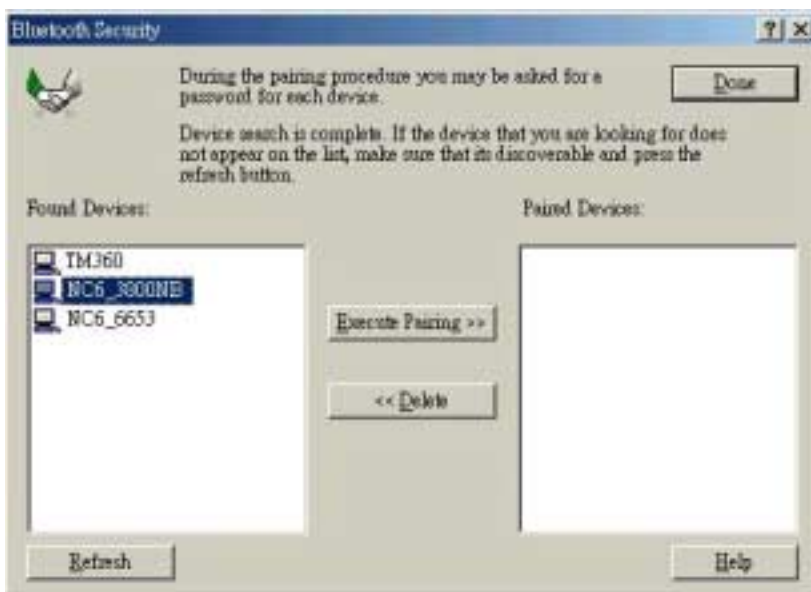 Bluetooth Security
During the pairing procedure you may be asked for a
password for each device.
Done
Device search is complete. If the device that you are looking for does
not appear on the list, make sure that its discoverable and press the
refresh button.
Found Devices:
Paired Devices:
TM360
NC6_3800NB
NC6_6653
Execute Pairing >>
<< Delete
Refresh
Help